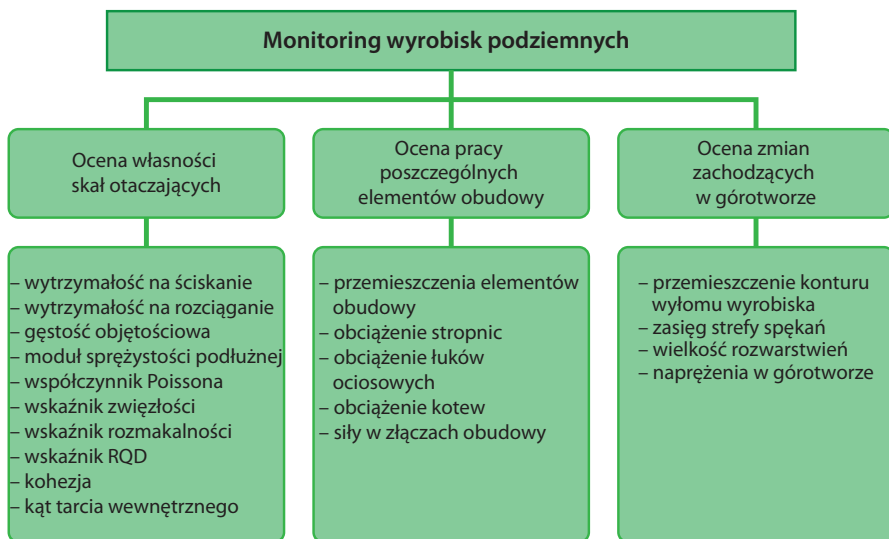 Monitoring wyrobisk podziemnych
Ocena własności
skał otaczających
Ocena pracy
poszczególnych
elementów obudowy
Ocena zmian
zachodzących
w górotworze
– wytrzymałość na ściskanie
– wytrzymałość na rozciąganie
– gęstość objętościowa
– moduł sprężystości podłużnej
– współczynnik Poissona
– wskaźnik zwięzłości
– wskaźnik rozmakalności
– wskaźnik RQD
– kohezja
– kąt tarcia wewnętrznego
– przemieszczenia elementów
obudowy
– obciążenie stropnic
– obciążenie łuków
ociosowych
– obciążenie kotew
– siły w złączach obudowy
– przemieszczenie konturu
wyłomu wyrobiska
– zasięg strefy spękań
– wielkość rozwarstwień
– naprężenia w górotworze